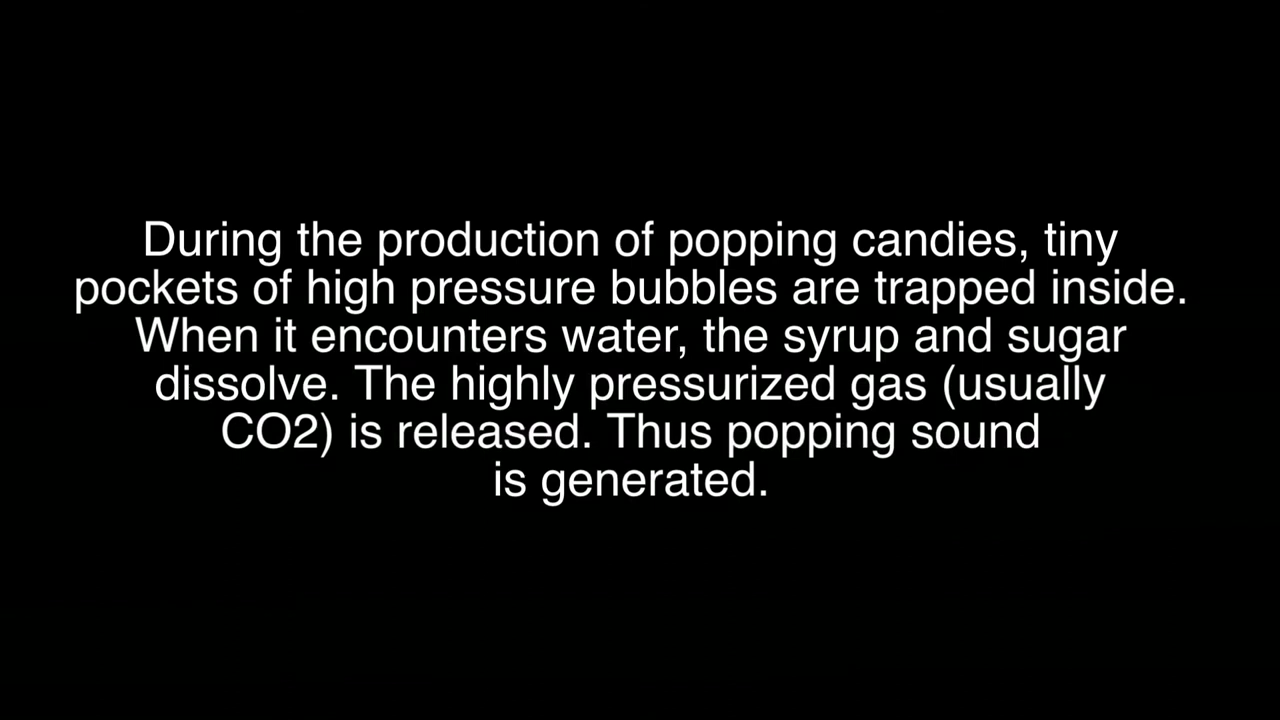 During the production of popping candies, tiny
pockets of high pressure bubbles are trapped inside.
When it encounters water, the syrup and sugar
dissolve. The highly pressurized gas (usually
CO2) is released. Thus popping sound
is generated.